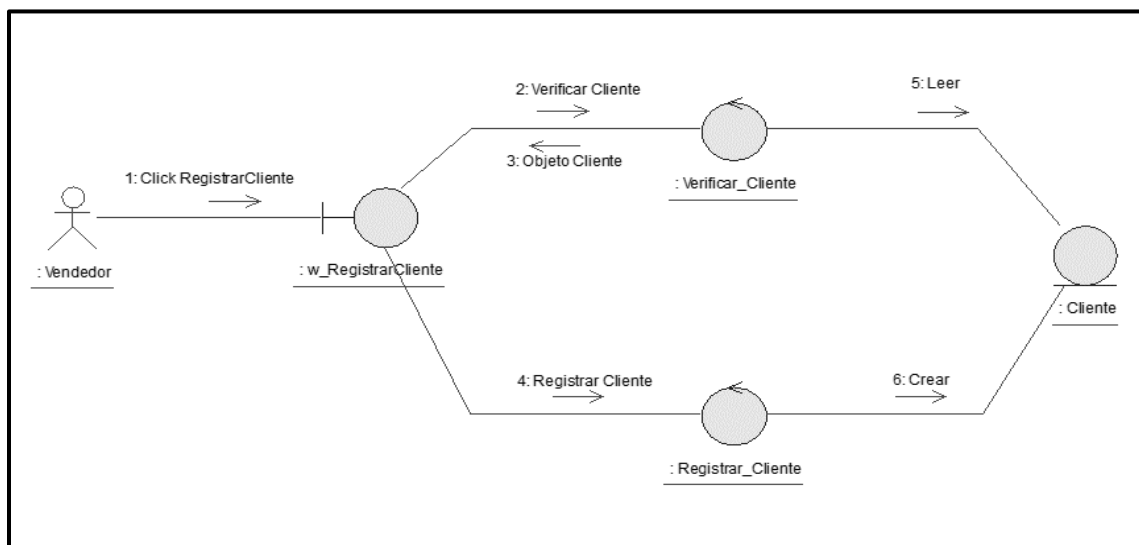 2: Verificar Cliente
5: Leer
3: Objeto Cliente
: Verificar_Cliente
1: Click RegistrarCliente
: Vendedor
: w_RegistrarCliente
: Cliente
4: Registrar Cliente
6: Crear
: Registrar_Cliente